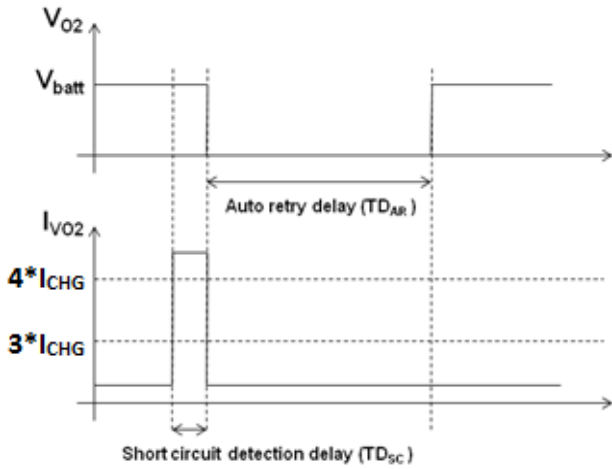 VO2
Vbatt
Auto retry delay (TDAR)
IVO2
4*ICHG
3*ICHG
Short circuit detection delay (TDSC)